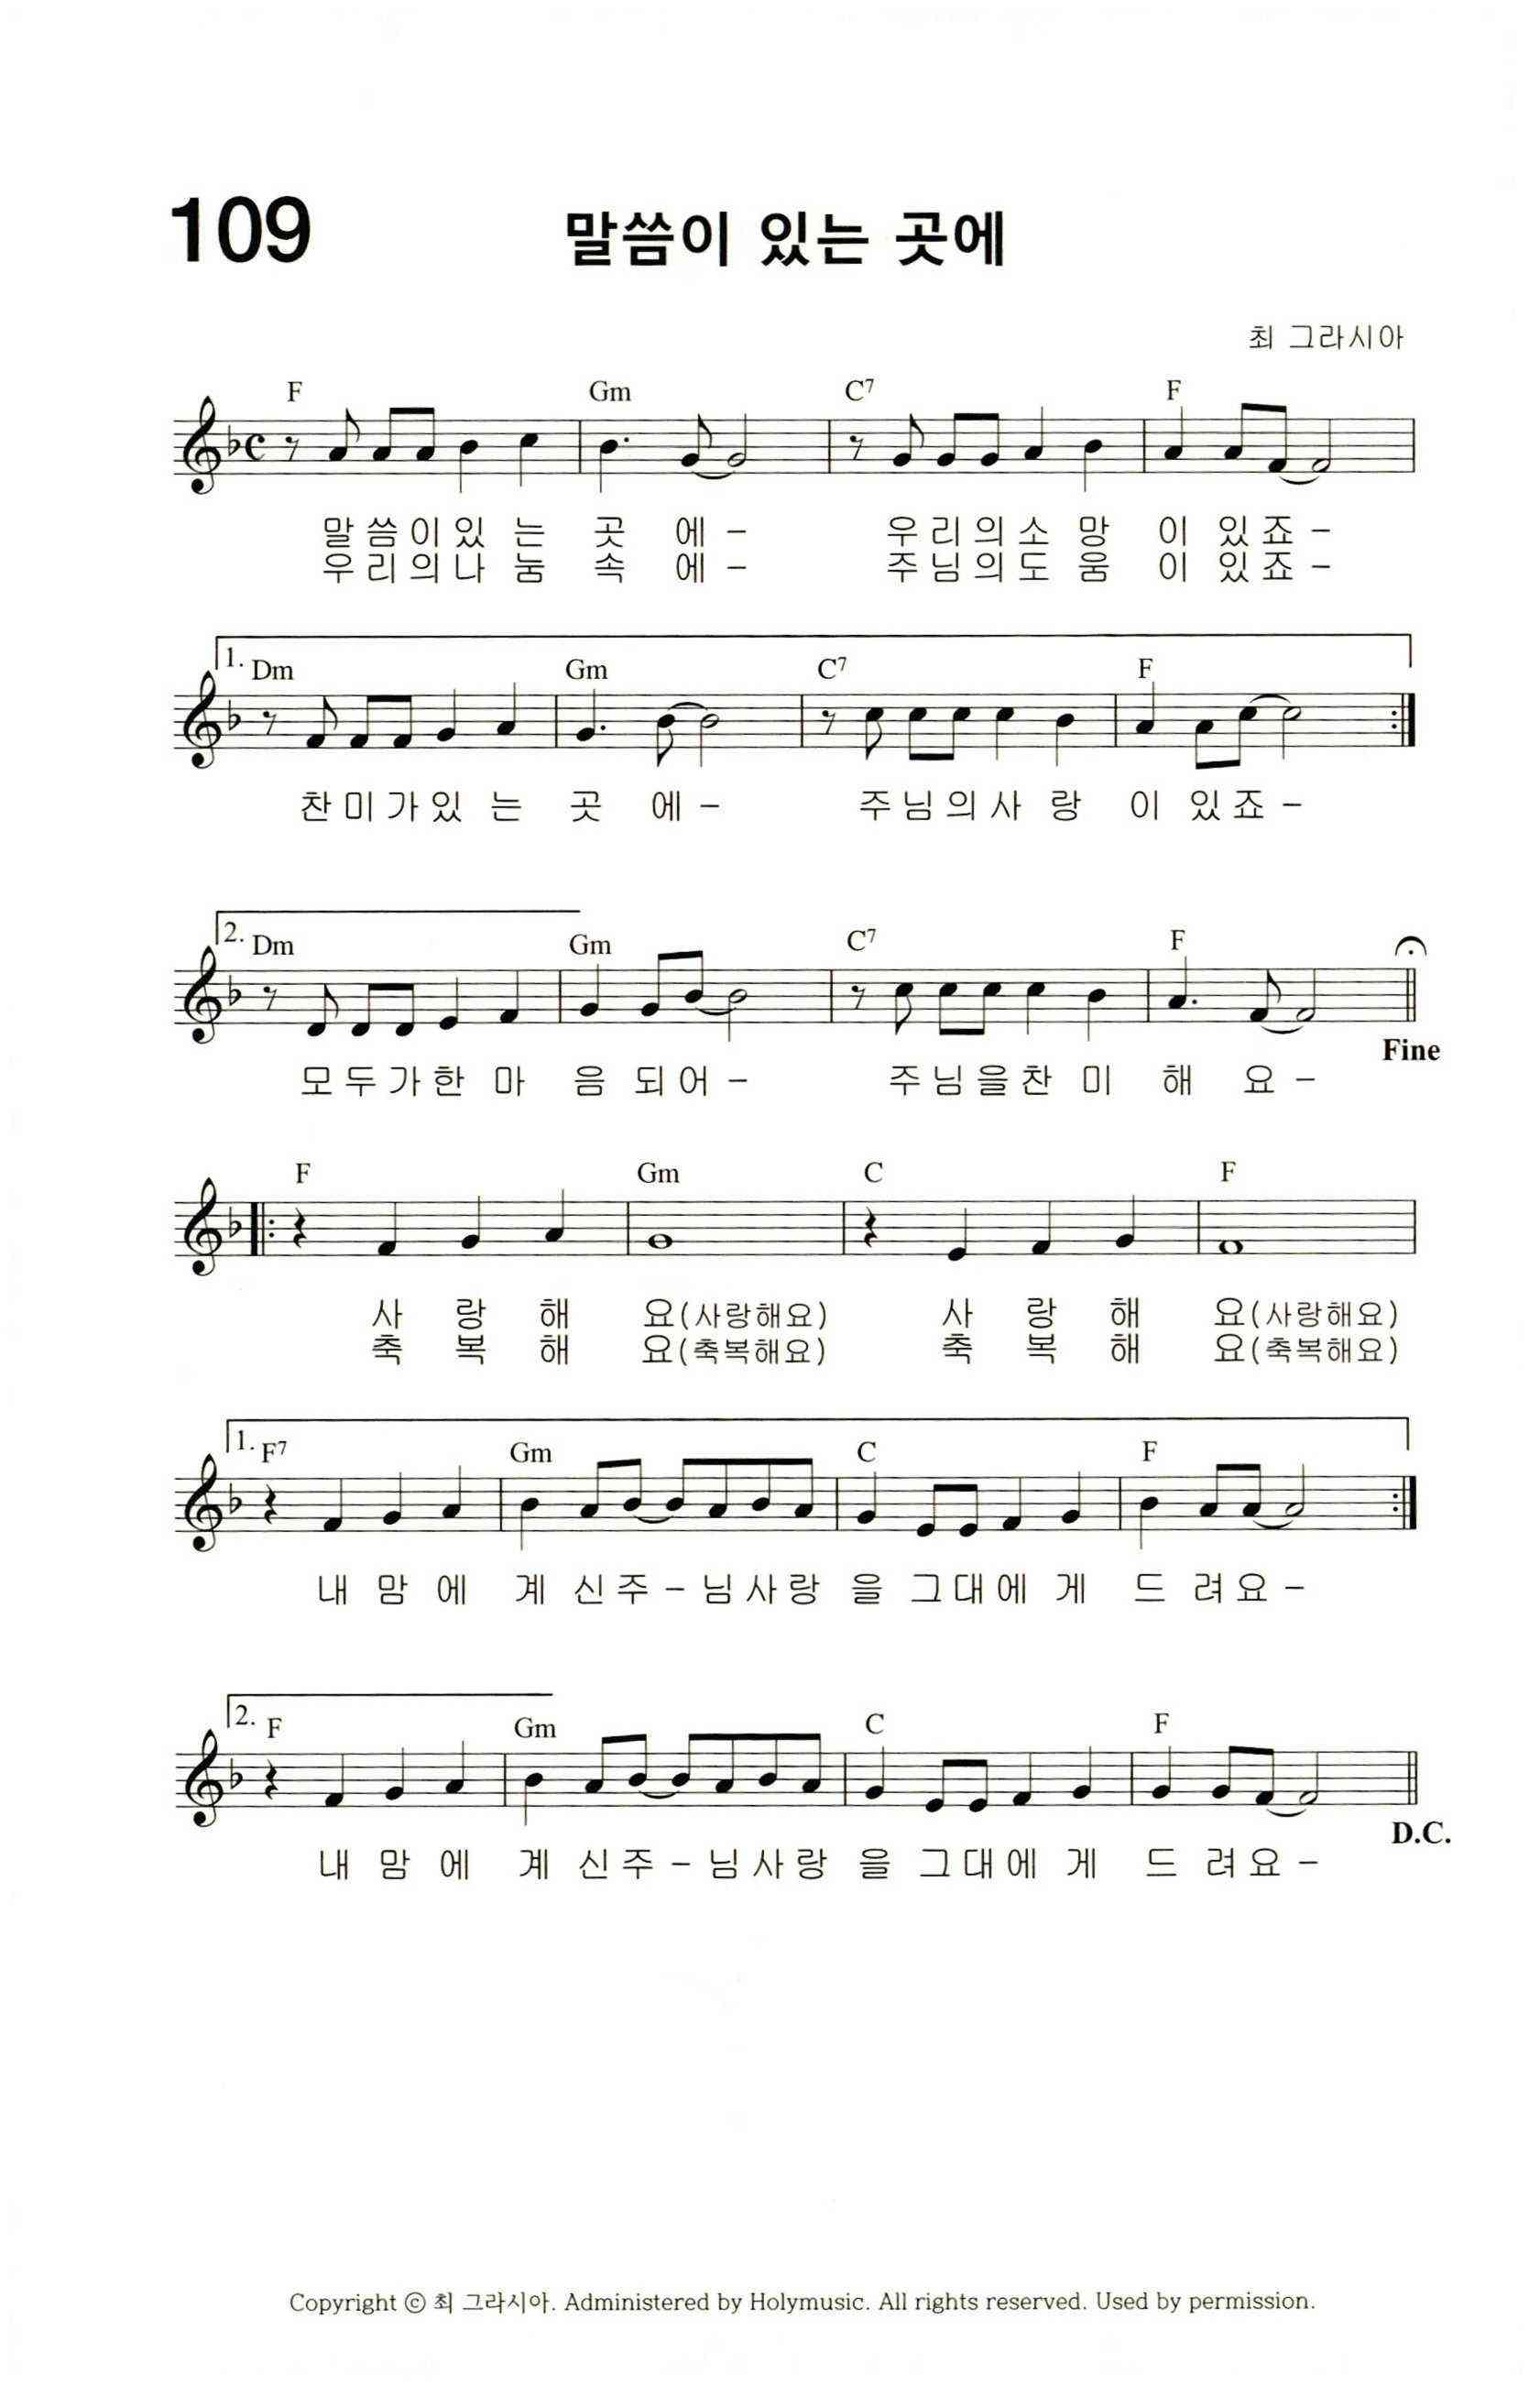 109 말씀이 있는 곳에
최 그라시아
F Gm C7 F
말씀이있 는 곳 에- 우리의소 망 이 있죠-
우리의나 눔 속 에- 주님의도 움 이 있죠-
1. Dm Gm C7 F
찬미가있 는 곳 에- 주님의사 랑 이 있죠-
2. Dm Gm C7 F
Fine
모두가한 마 음 되어- 주님을찬 미 해 요-
F Gm C F
사 랑 해 요(사랑해요) 사 랑 해 요(사랑해요)
축 복 해 요(축복해요) 축 복 해 요(축복해요)
1. F7 Gm C F
내 맘 에 계 신주-님사랑 을 그대에 게 드 려요-
2. F Gm C F
D.C.
내 맘 에 계 신주-님사랑 을 그대에 게 드 려요-
Copyright ⓒ 최 그라시아. Administered by Holymusic. All rights reserved. Used by permission.